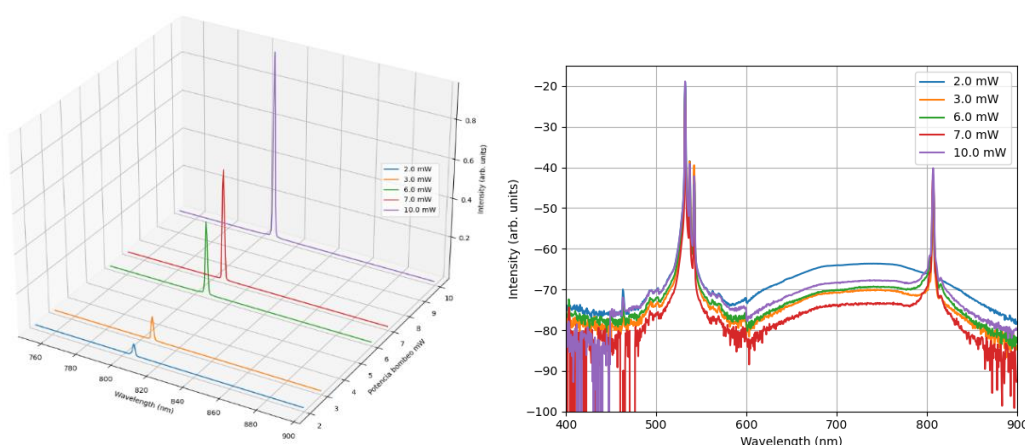 0.8
0.6
0.4
0.2
Intensity (arb. units)
2.0 mW
3.0 mW
6.0 mW
7.0 mW
10.0 mW
10
9
8
7
6
5
4
3
2
Potencia bombeo mW
760
780
800
820
840
860
880
900
Wavelength (nm)
−20
−30
−40
−50
−60
−70
−80
−90
−100
Intensity (arb. units)
2.0 mW
3.0 mW
6.0 mW
7.0 mW
10.0 mW
400
500
600
700
800
900
Wavelength (nm)